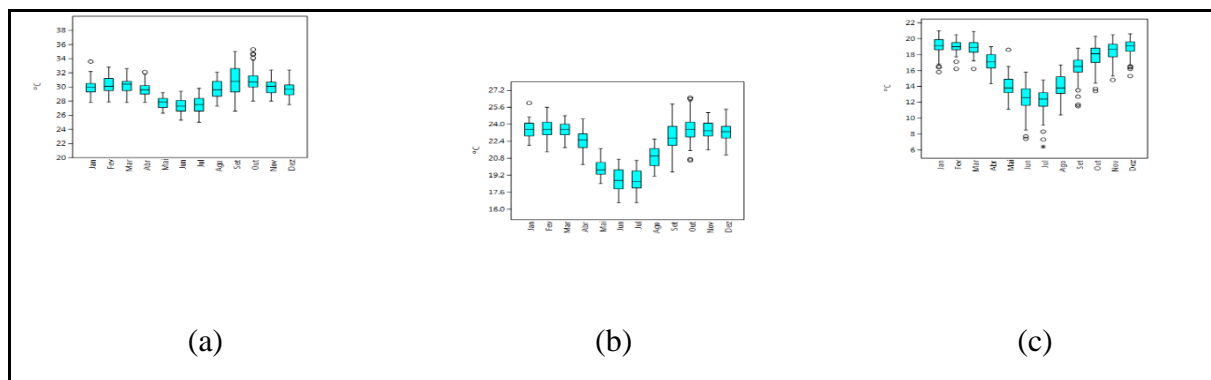 38
36
34
32
30
28
26
24
22
20
°C
Jan
Fev
Mar
Abr
Mai
Jun
Jul
Ago
Set
Out
Nov
Dez
(a)
27.2
25.6
24.0
22.4
20.8
19.2
17.6
16.0
°C
Jan
Fev
Mar
Abr
Mai
Jun
Jul
Ago
Set
Out
Nov
Dez
(b)
22
20
18
16
14
12
10
8
6
°C
Jan
Fev
Mar
Abr
Mai
Jun
Jul
Ago
Set
Out
Nov
Dez
(c)